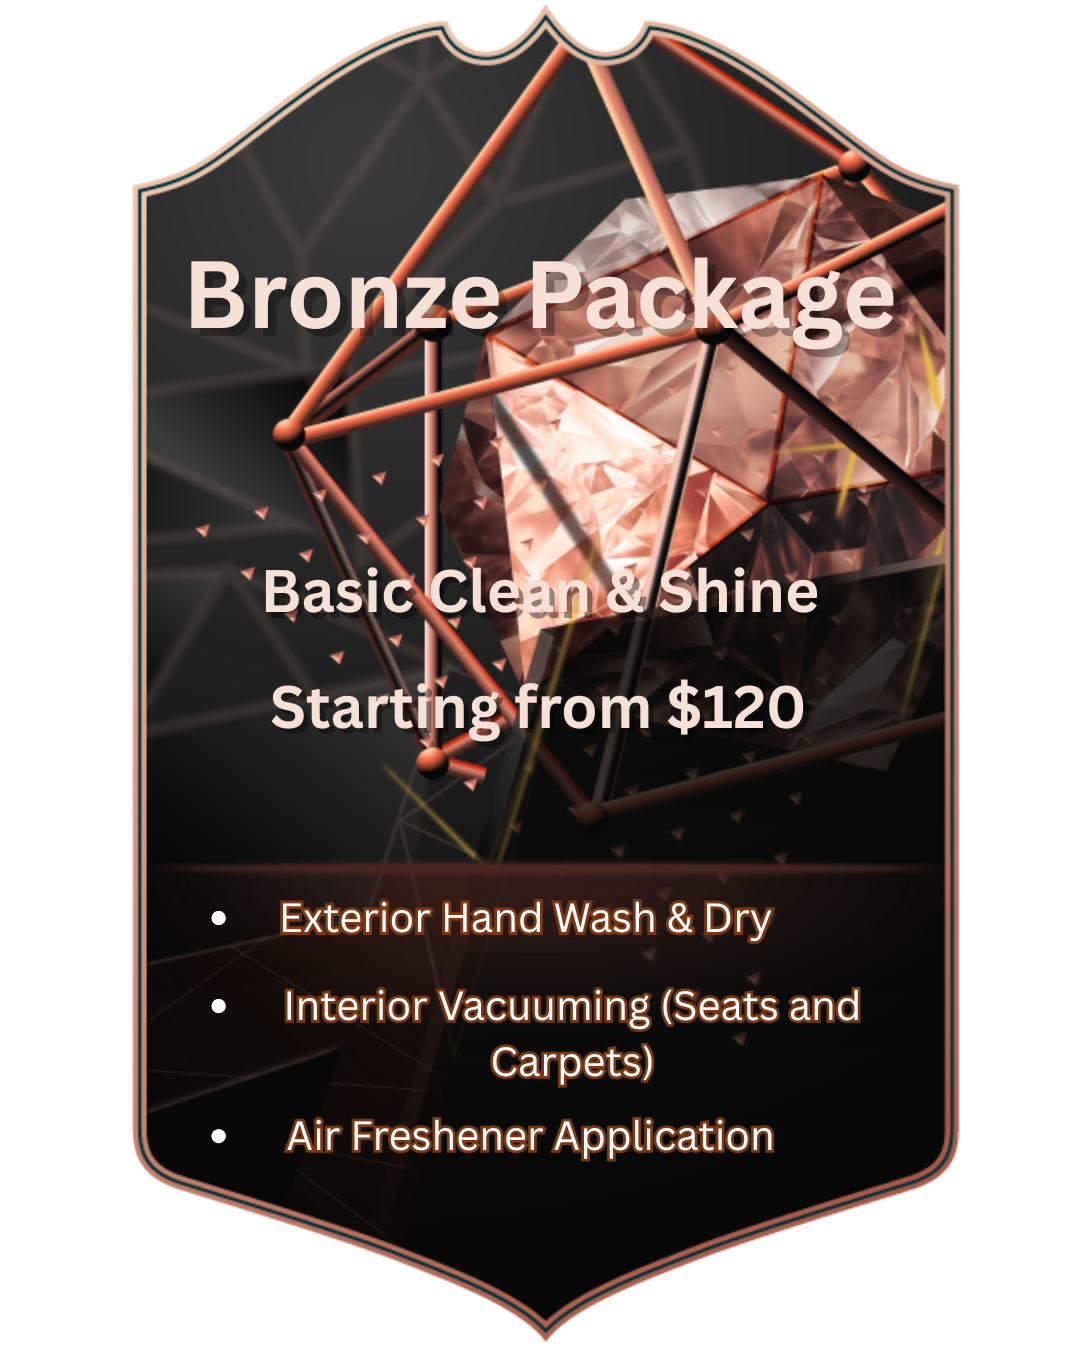 Bronze Package
Basic Clean & Shine
Starting from $120
• Exterior Hand Wash & Dry
• Interior Vacuuming (Seats and
Carpets)
• Air Freshener Application